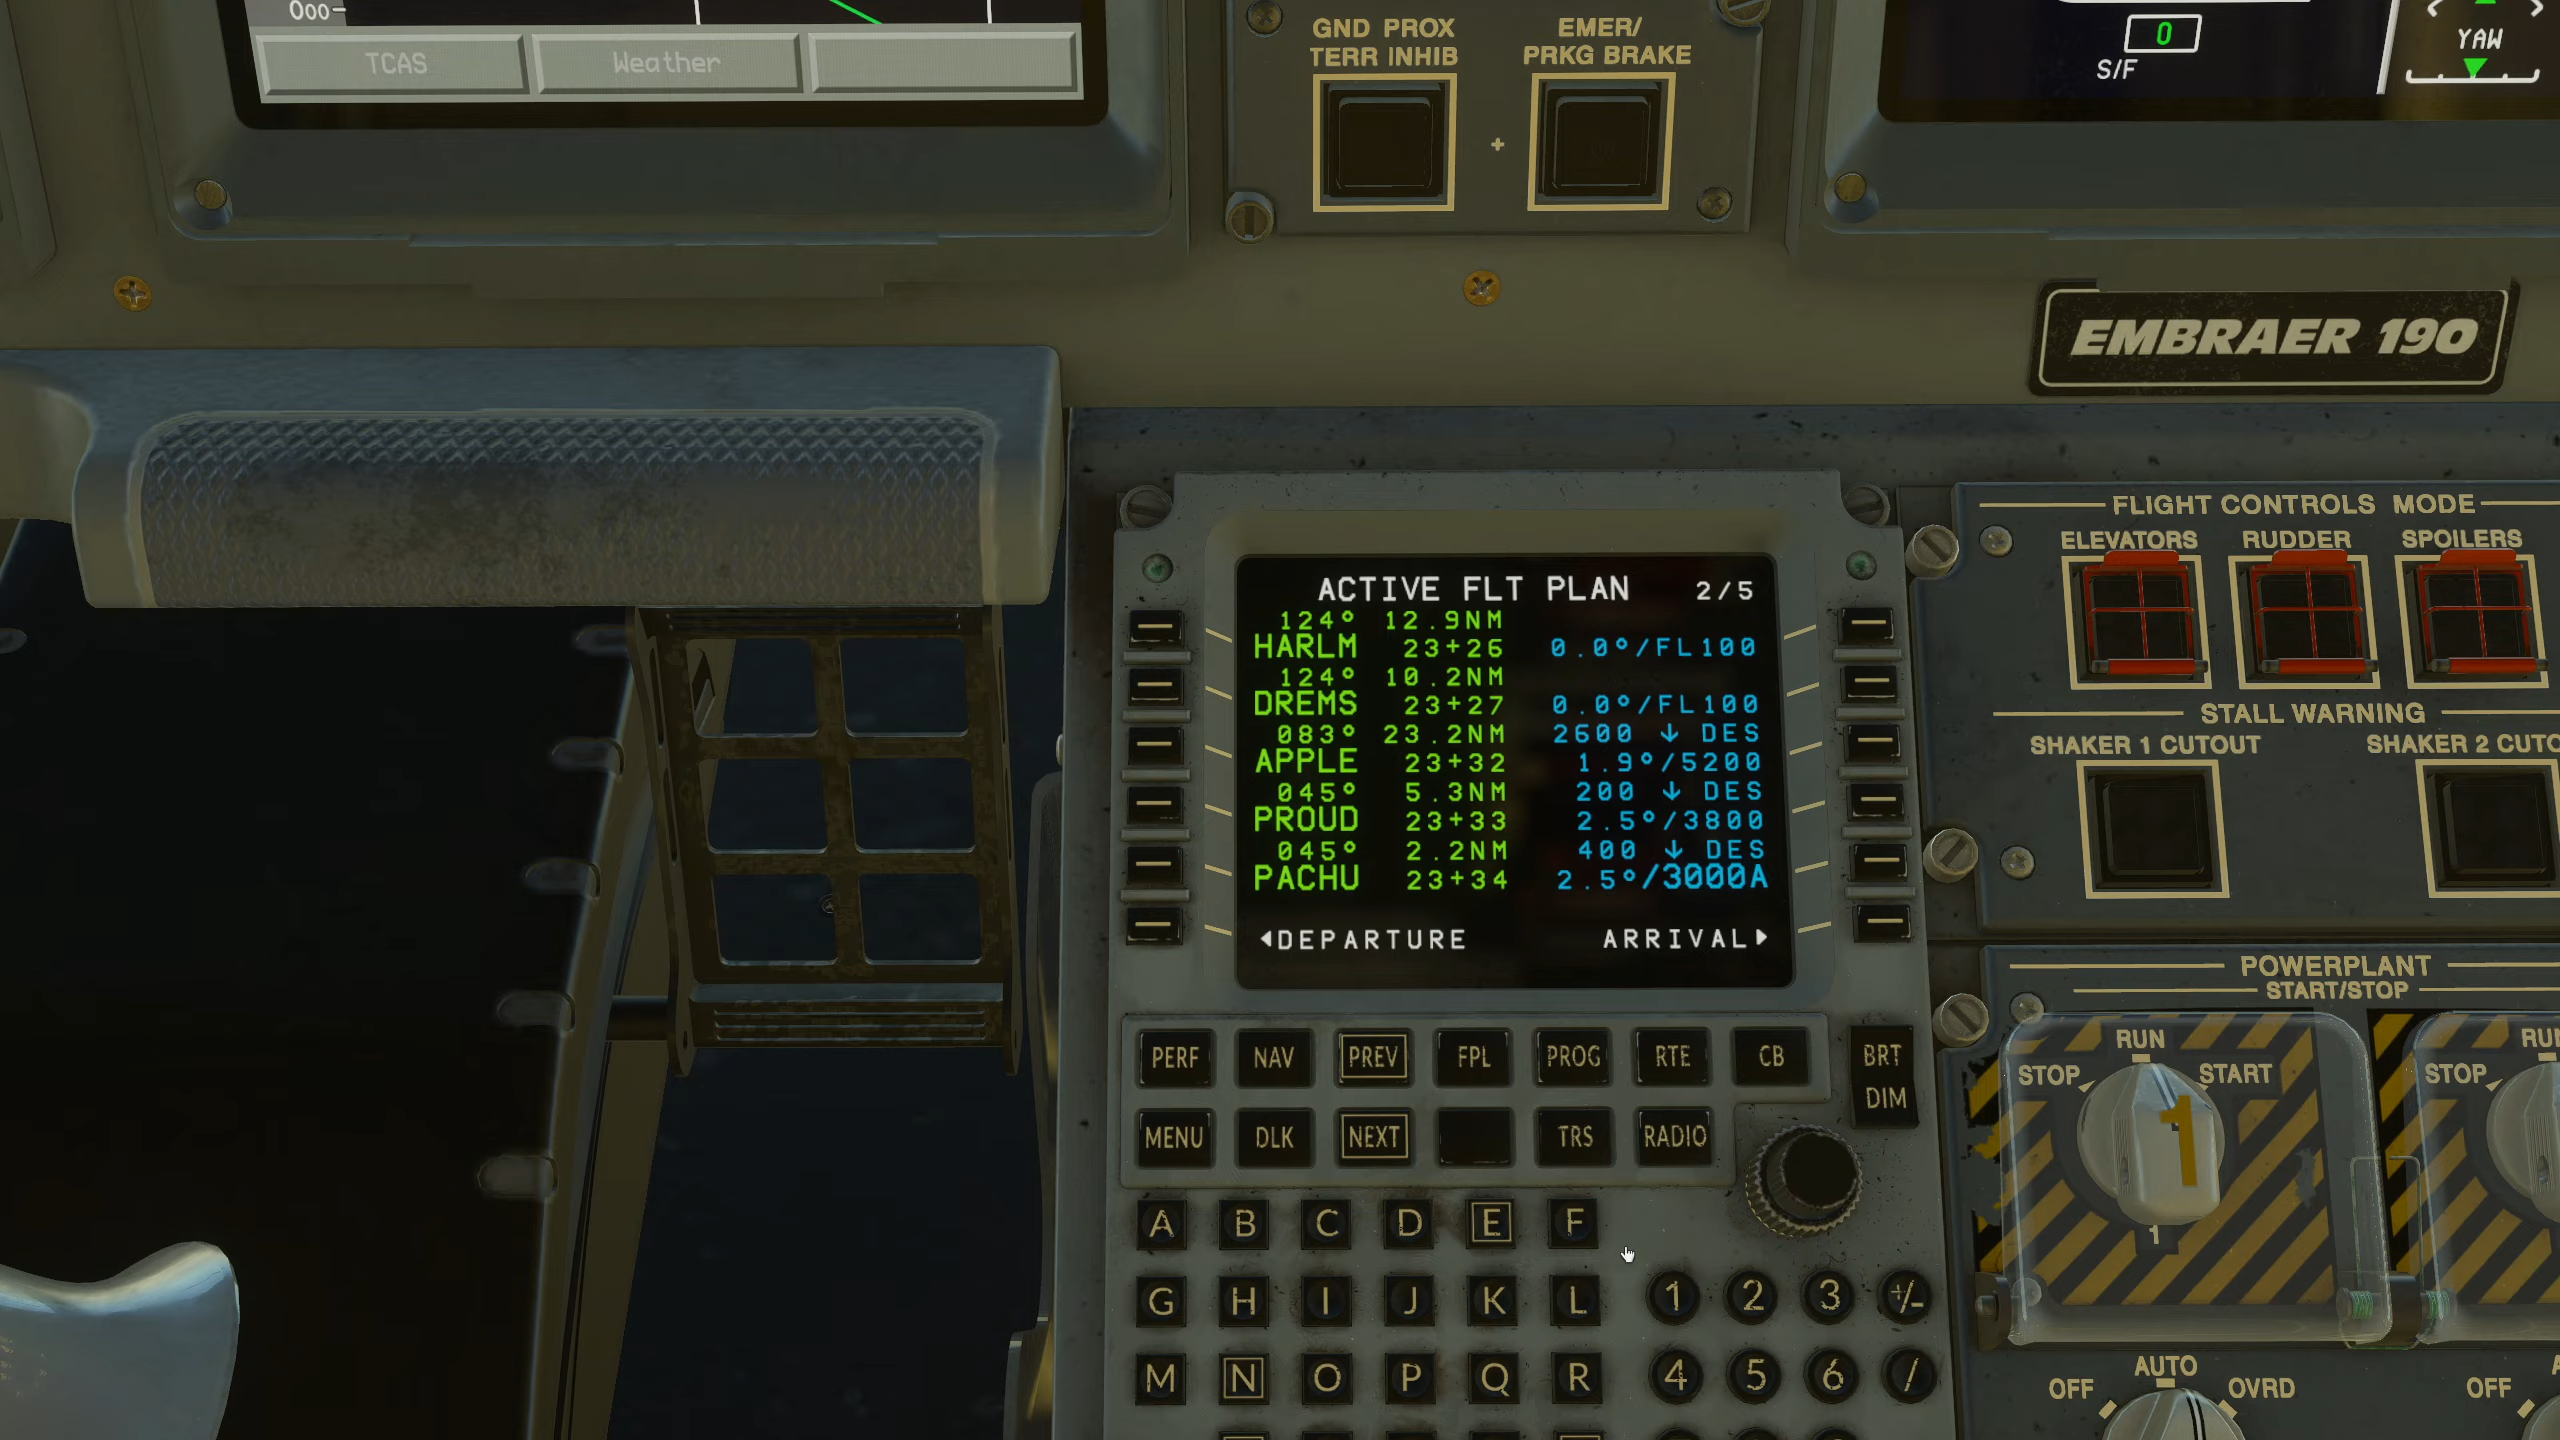 000
TCAS
Weather
GND PROX
TERR INHIB
EMER/
PRKG BRAKE
0
S/F
YAW
EMBRAER 190
ACTIVE FLT PLAN 2/5
124° 12.9NM
HARLM 23+26 0.0°/FL100
124° 10.2NM
DREMS 23+27 0.0°/FL100
083° 23.2NM 2600 ↓ DES
APPLE 23+32 1.9°/5200
045° 5.3NM 200 ↓ DES
PROUD 23+33 2.5°/3800
045° 2.2NM 400 ↓ DES
PACHU 23+34 2.5°/3000A
◀DEPARTURE ARRIVAL▶
FLIGHT CONTROLS MODE
ELEVATORS RUDDER SPOILERS
STALL WARNING
SHAKER 1 CUTOUT SHAKER 2 CUTO
POWERPLANT
START/STOP
RUN
STOP START
1
1
RUN
STOP
AUTO
OFF OVRD
OFF
PERF NAV PREV FPL PROG RTE CB BRT
DIM
MENU DLK NEXT TRS RADIO
A B C D E F
G H I J K L 1 2 3 +/-
M N O P Q R 4 5 6 /